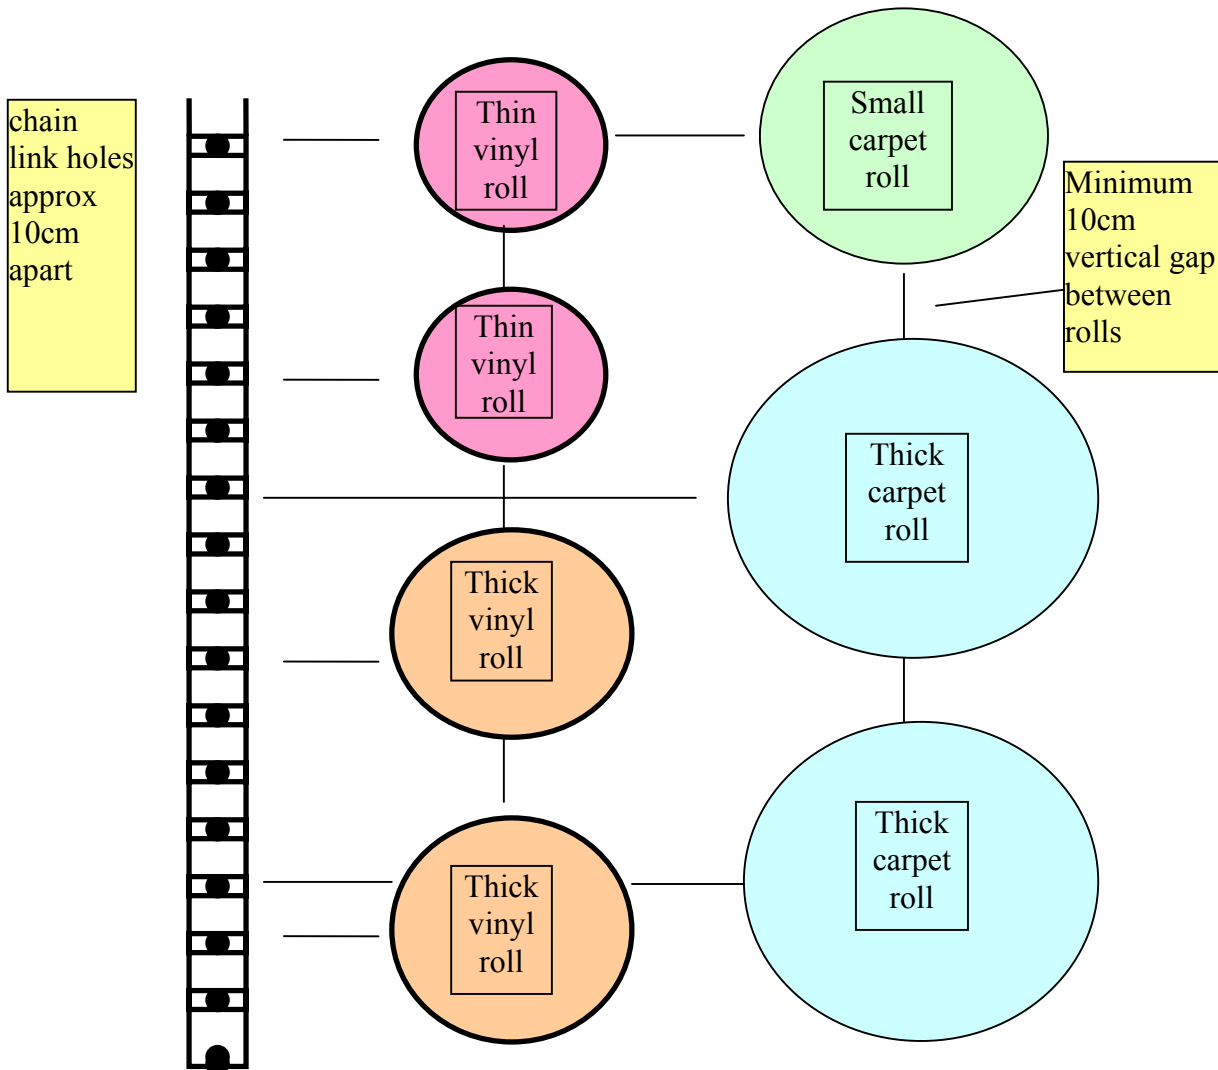 chain
link holes
approx
10cm
apart
Thin
vinyl
roll
Small
carpet
roll
Minimum
10cm
vertical gap
between
rolls
Thin
vinyl
roll
Thick
carpet
roll
Thick
vinyl
roll
Thick
carpet
roll
Thick
vinyl
roll